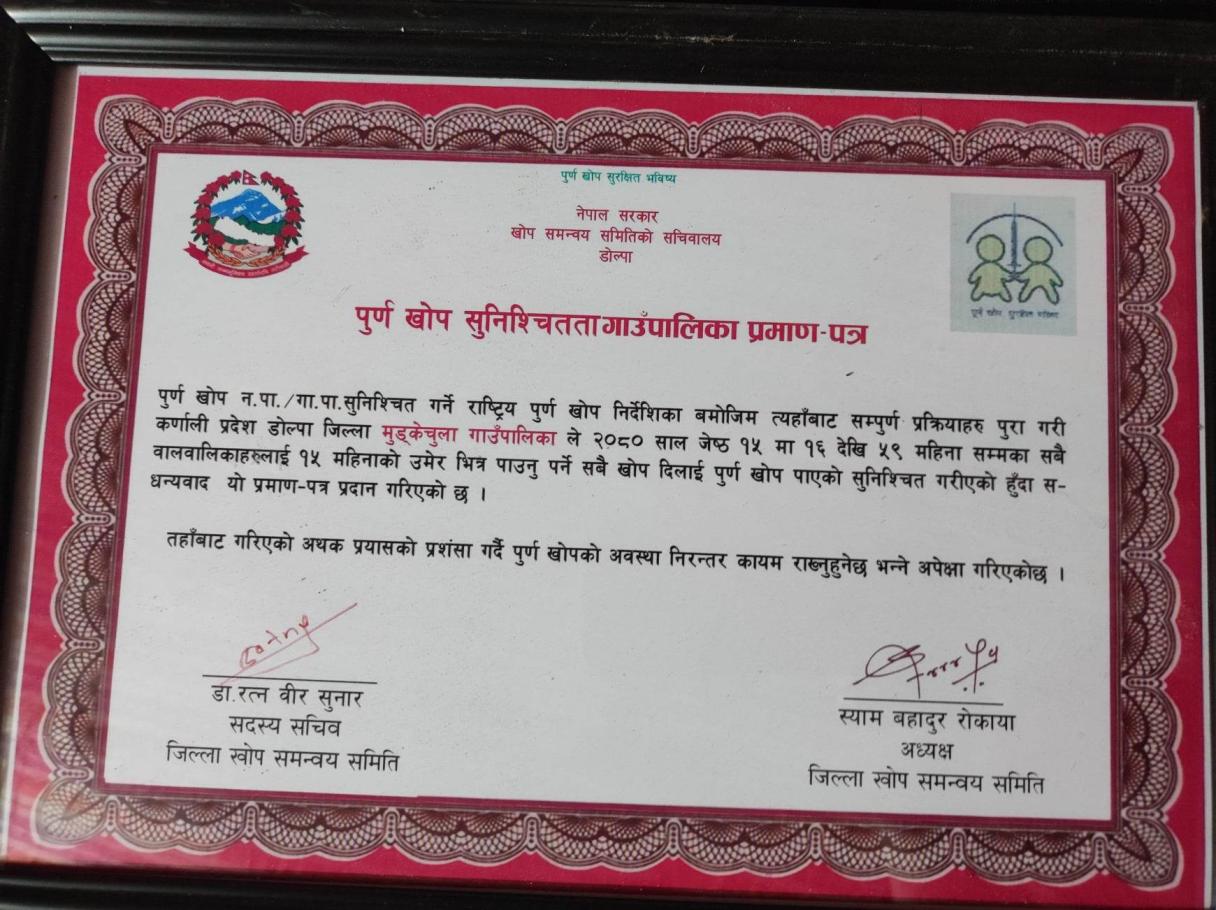 पुर्ण खोप सुरक्षित भविष्य
नेपाल सरकार
खोप समन्वय समितिको सचिवालय
डोल्पा
पुर्ण खोप सुनिश्चितता गाउँपालिका प्रमाण-पत्र
पुर्ण खोप न.पा./गा.पा.सुनिश्चित गर्ने राष्ट्रिय पुर्ण खोप निर्देशिका बमोजिम त्यहाँबाट सम्पुर्ण प्रक्रियाहरु पुरा गरी
कर्णाली प्रदेश डोल्पा जिल्ला मुड्केचुला गाउँपालिका ले २०८० साल जेष्ठ १५ मा १६ देखि ५९ महिना सम्मका सबै
वालवालिकाहरुलाई १५ महिनाको उमेर भित्र पाउनु पर्ने सबै खोप दिलाई पुर्ण खोप पाएको सुनिश्चित गरीएको हुँदा स-
धन्यवाद यो प्रमाण-पत्र प्रदान गरिएको छ ।
तहाँबाट गरिएको अथक प्रयासको प्रशंसा गर्दै पुर्ण खोपको अवस्था निरन्तर कायम राख्नुहुनेछ भन्ने अपेक्षा गरिएकोछ ।
डा.रत्न वीर सुनार
सदस्य सचिव
जिल्ला खोप समन्वय समिति
स्याम बहादुर रोकाया
अध्यक्ष
जिल्ला खोप समन्वय समिति